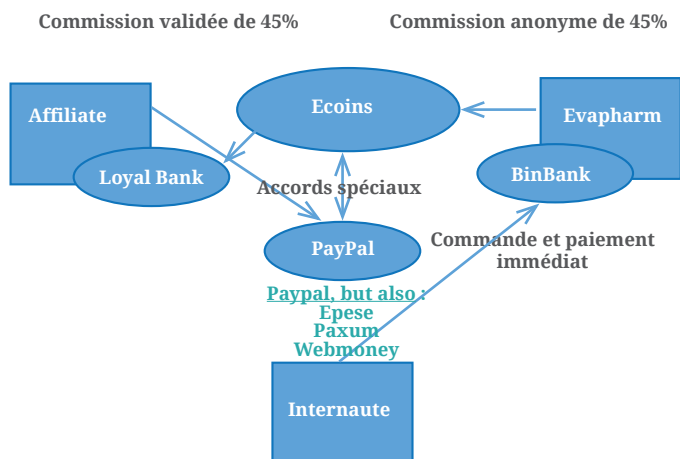 Commission validée de 45%
Commission anonyme de 45%
Affiliate
Ecoins
Evapharm
Loyal Bank
BinBank
Accords spéciaux
PayPal
Commande et paiement
immédiat
Paypal, but also :
Epese
Paxum
Webmoney
Internaute